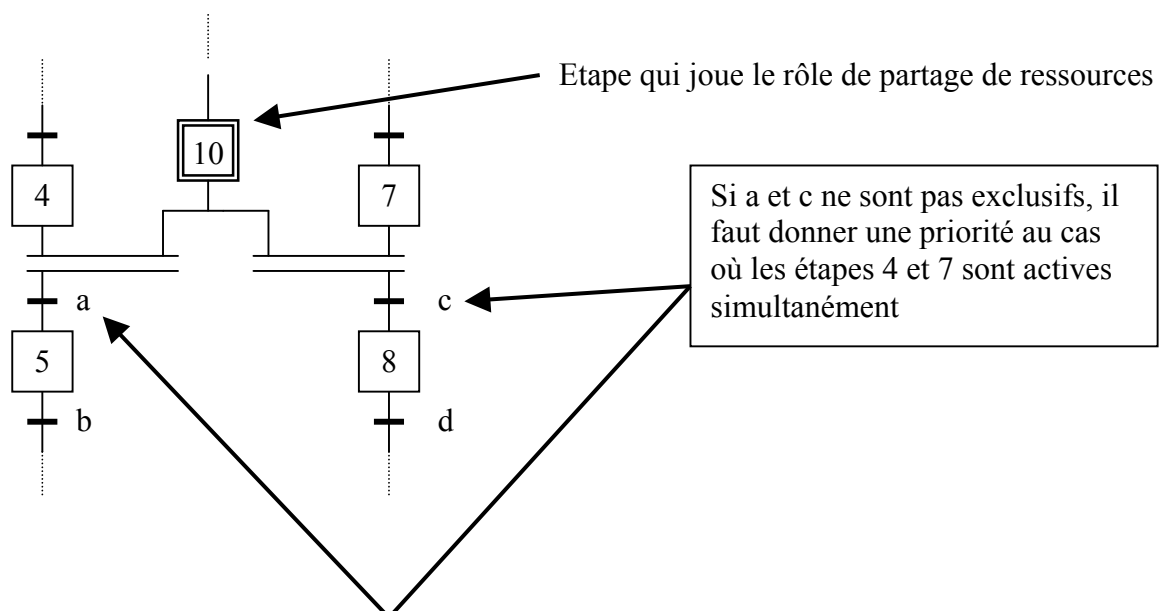 Etape qui joue le rôle de partage de ressources
10
4
7
Si a et c ne sont pas exclusifs, il
faut donner une priorité au cas
où les étapes 4 et 7 sont actives
simultanément
a
c
5
8
b
d